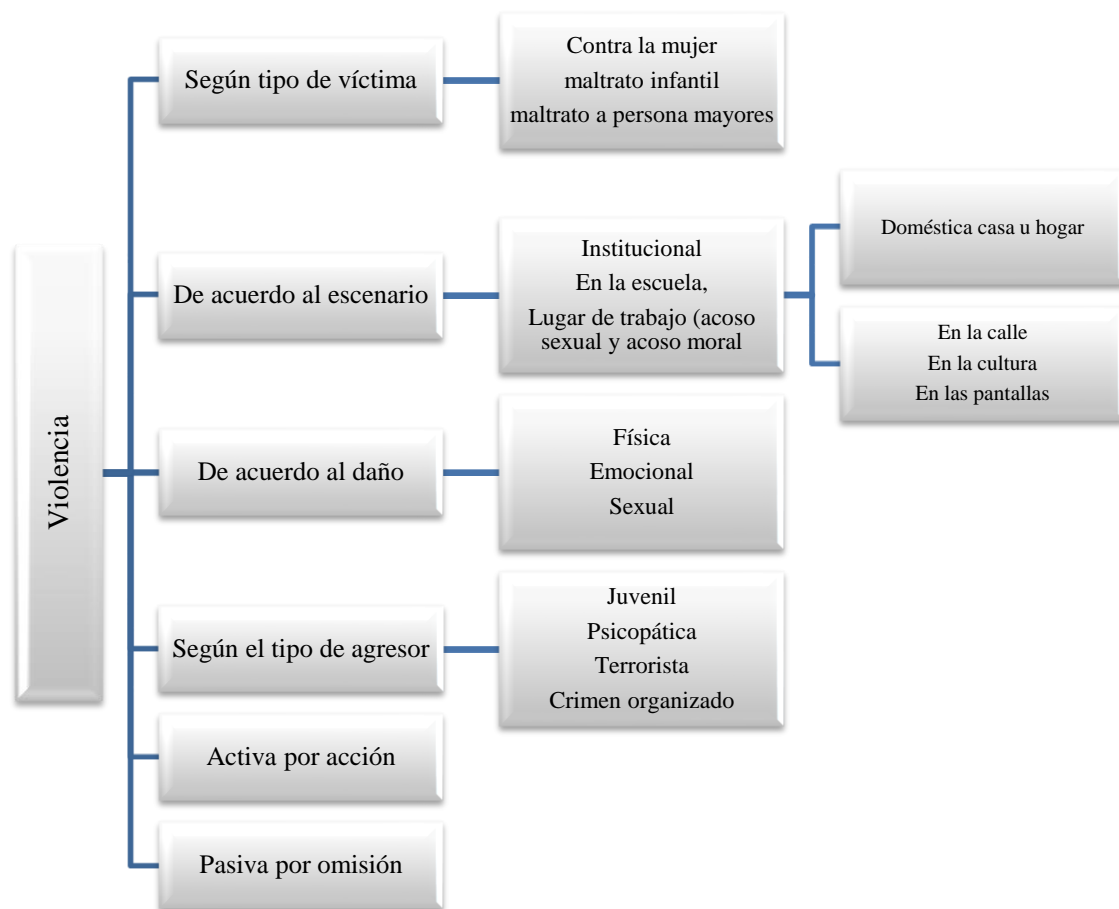 Violencia
Según tipo de víctima
Contra la mujer
maltrato infantil
maltrato a persona mayores
De acuerdo al escenario
Institucional
En la escuela,
Lugar de trabajo (acoso
sexual y acoso moral
Doméstica casa u hogar
En la calle
En la cultura
En las pantallas
De acuerdo al daño
Física
Emocional
Sexual
Según el tipo de agresor
Juvenil
Psicopática
Terrorista
Crimen organizado
Activa por acción
Pasiva por omisión